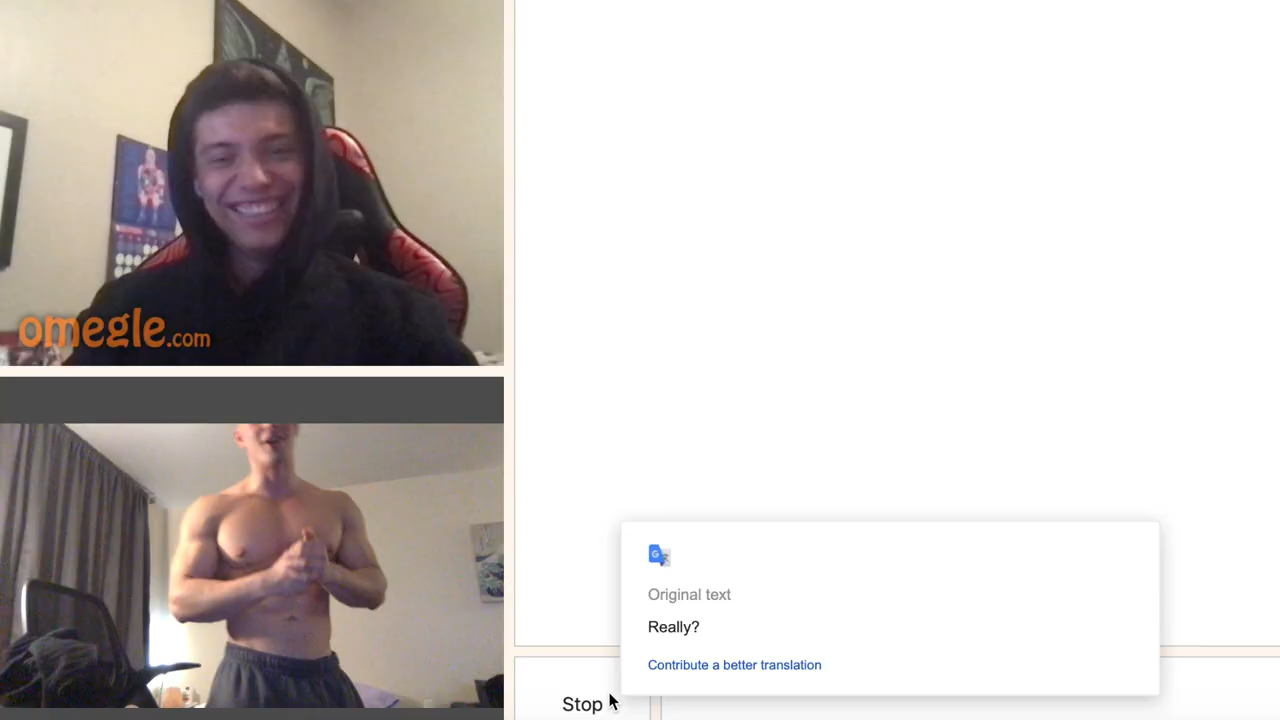 omegle.com
Original text
Really?
Contribute a better translation
Stop